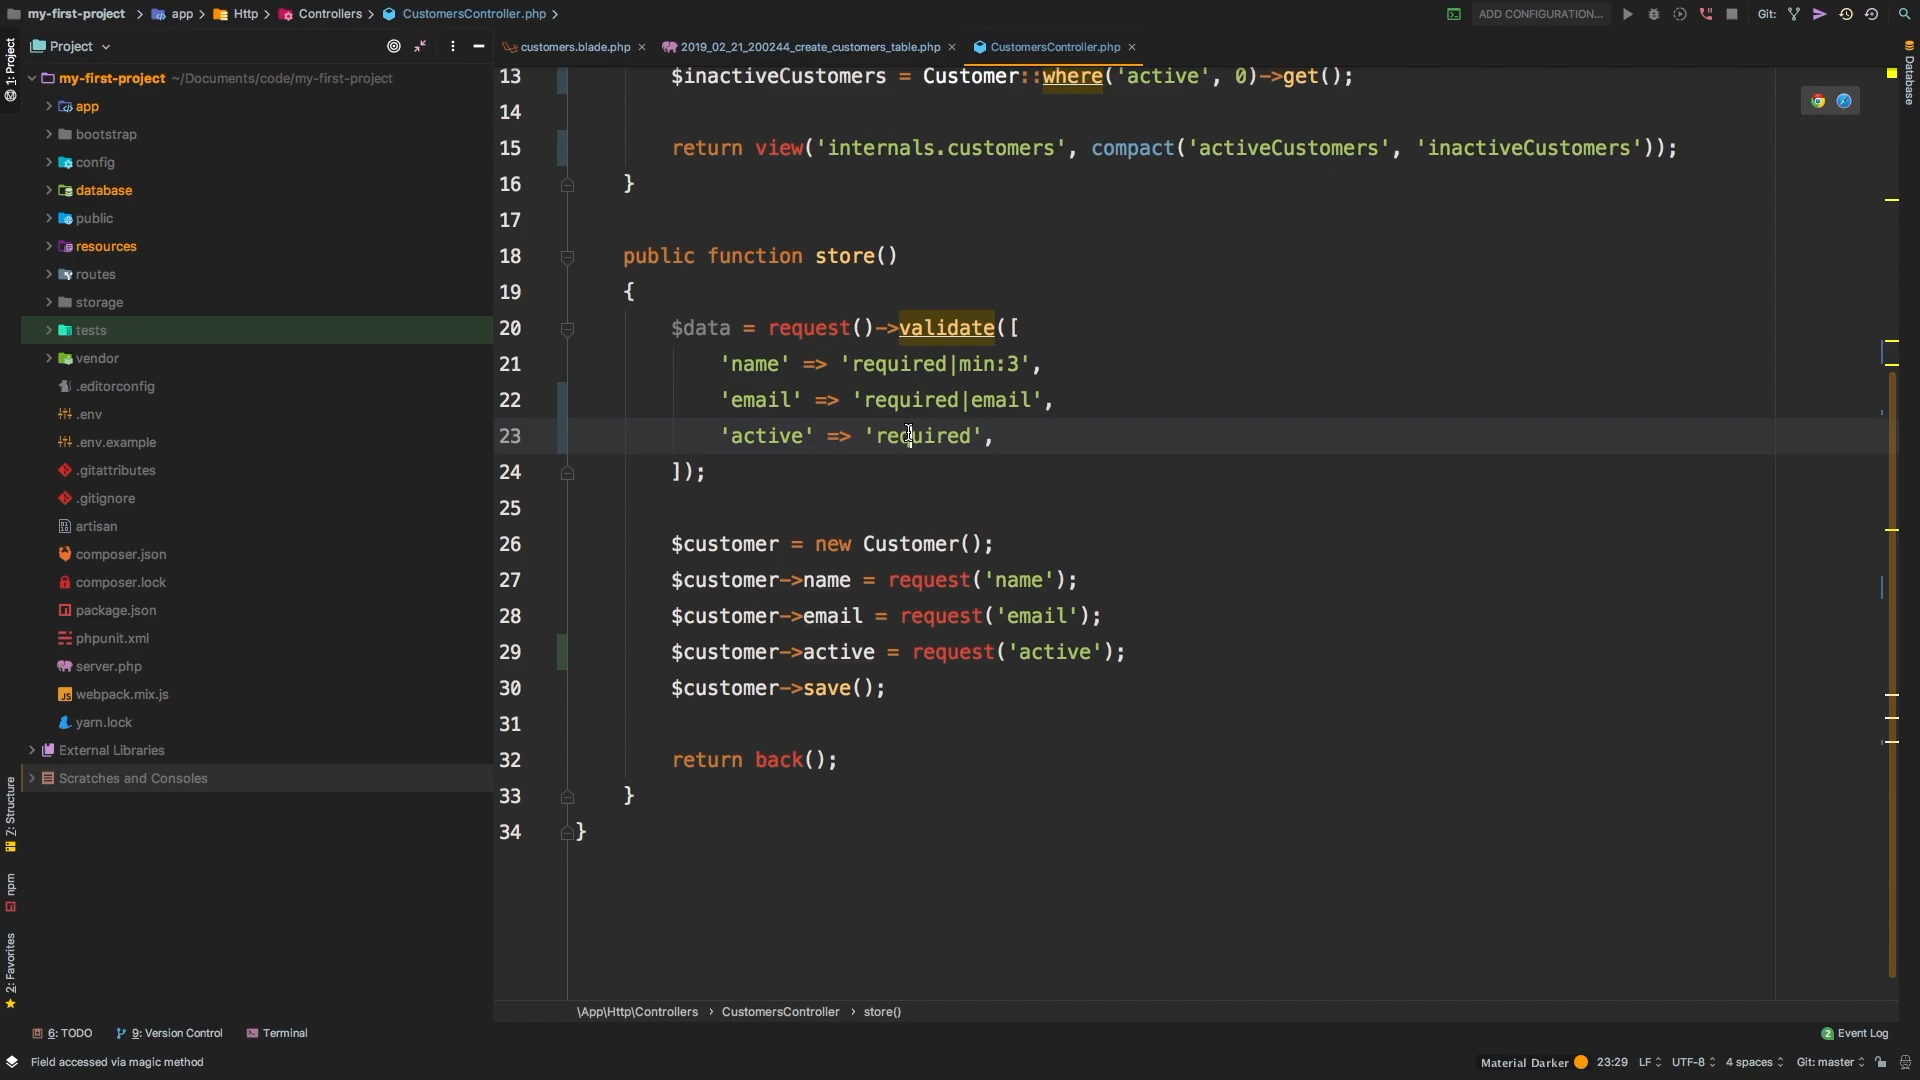 my-first-project > app > Http > Controllers > CustomersController.php >
ADD CONFIGURATION...
Git:
1: Project
Project
customers.blade.php
2019_02_21_200244_create_customers_table.php
CustomersController.php
Database
my-first-project ~/Documents/code/my-first-project
app
bootstrap
config
database
public
resources
routes
storage
tests
vendor
.editorconfig
.env
.env.example
.gitattributes
.gitignore
artisan
composer.json
composer.lock
package.json
phpunit.xml
server.php
webpack.mix.js
yarn.lock
External Libraries
Scratches and Consoles
Z: Structure
npm
2: Favorites
13 $inactiveCustomers = Customer::where('active', 0)->get();
14
15 return view('internals.customers', compact('activeCustomers', 'inactiveCustomers'));
16 }
17
18 public function store()
19 {
20 $data = request()->validate([
21 'name' => 'required|min:3',
22 'email' => 'required|email',
23 'active' => 'required',
24 ]);
25
26 $customer = new Customer();
27 $customer->name = request('name');
28 $customer->email = request('email');
29 $customer->active = request('active');
30 $customer->save();
31
32 return back();
33 }
34 }
\App\Http\Controllers > CustomersController > store()
6: TODO
9: Version Control
Terminal
2 Event Log
Field accessed via magic method
Material Darker 23:29 LF UTF-8 4 spaces Git: master